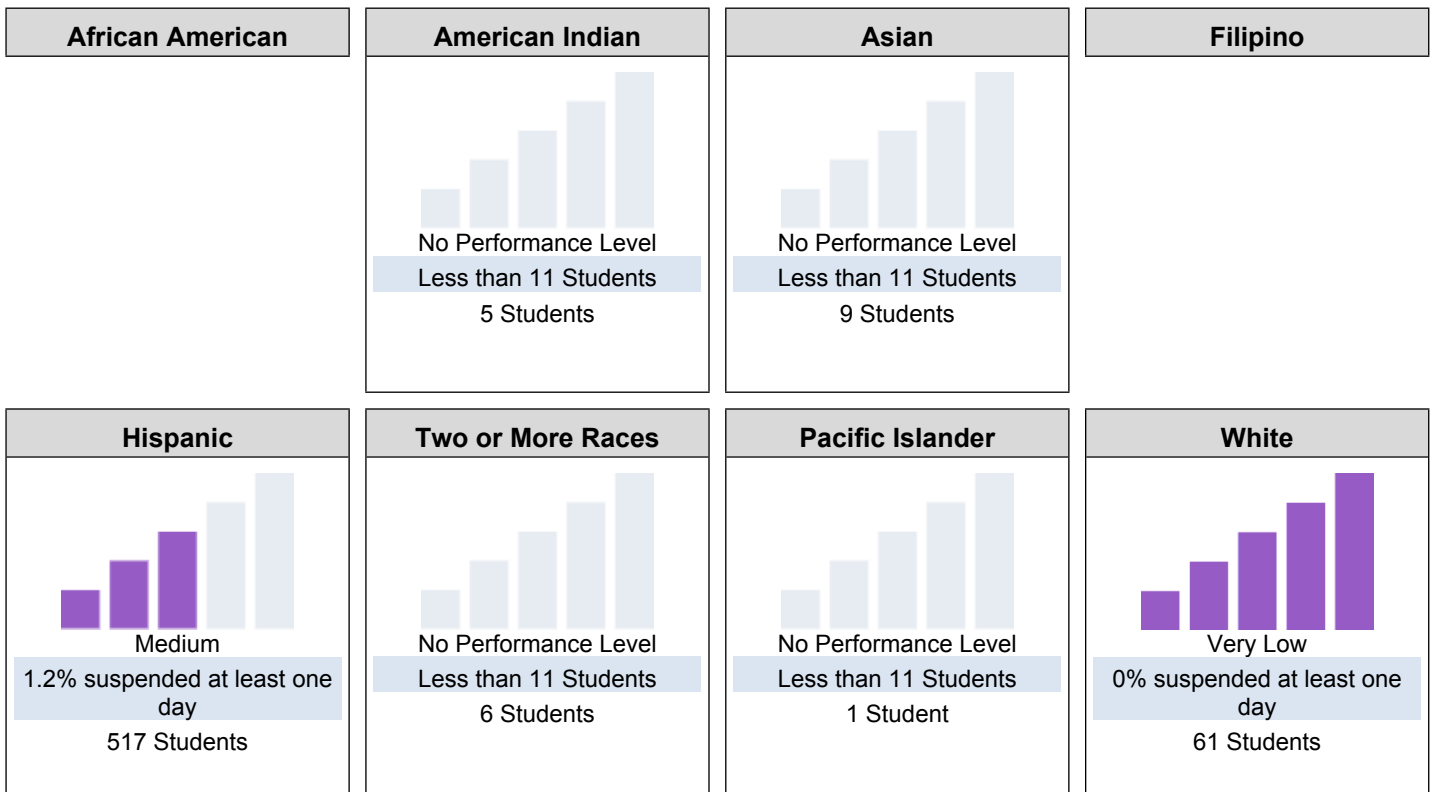 African American
American Indian
Asian
Filipino
No Performance Level
Less than 11 Students
5 Students
No Performance Level
Less than 11 Students
9 Students
Hispanic
Two or More Races
Pacific Islander
White
Medium
1.2% suspended at least one
day
517 Students
No Performance Level
Less than 11 Students
6 Students
No Performance Level
Less than 11 Students
1 Student
Very Low
0% suspended at least one
day
61 Students